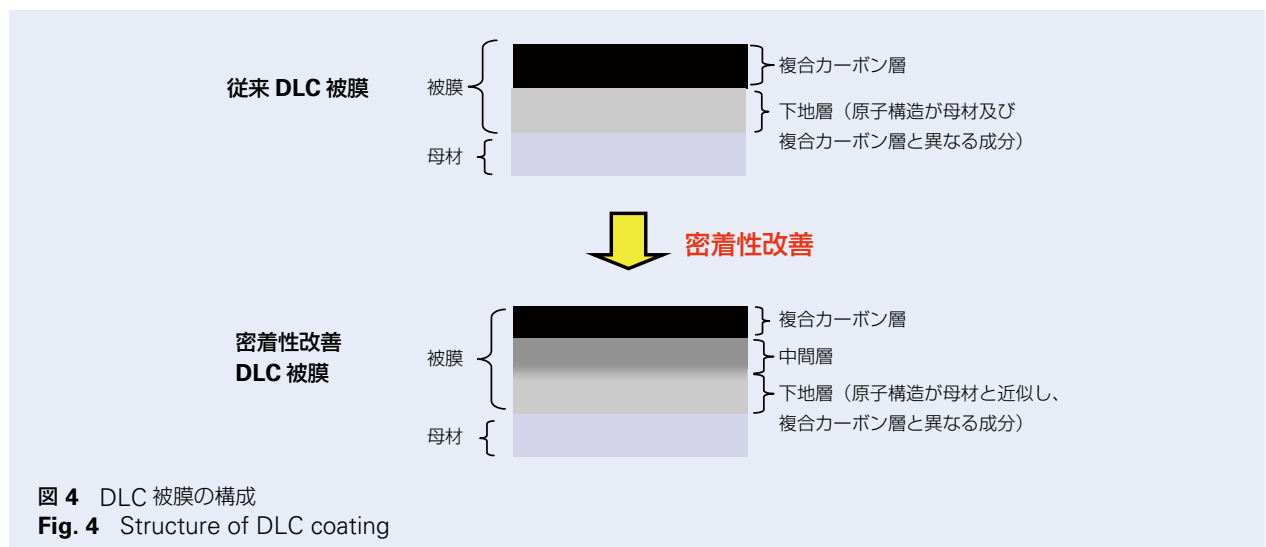 従来 DLC 被膜
被膜
母材
複合カーボン層
下地層（原子構造が母材及び
複合カーボン層と異なる成分）
密着性改善
密着性改善
DLC 被膜
被膜
母材
複合カーボン層
中間層
下地層（原子構造が母材と近似し、
複合カーボン層と異なる成分）
図 4 DLC 被膜の構成
Fig. 4 Structure of DLC coating